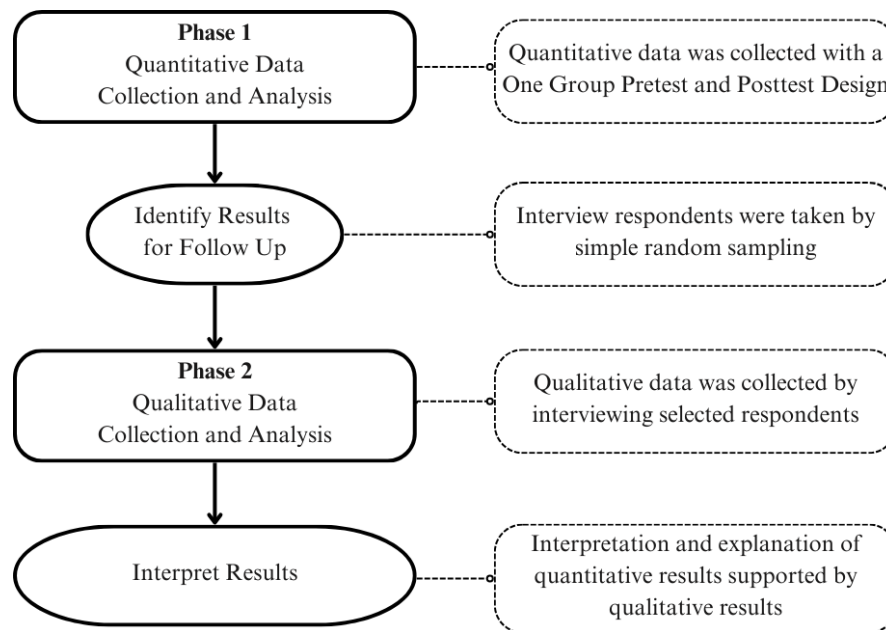 Phase 1
Quantitative Data
Collection and Analysis
Quantitative data was collected with a
One Group Pretest and Posttest Design
Identify Results
for Follow Up
Interview respondents were taken by
simple random sampling
Phase 2
Qualitative Data
Collection and Analysis
Qualitative data was collected by
interviewing selected respondents
Interpret Results
Interpretation and explanation of
quantitative results supported by
qualitative results